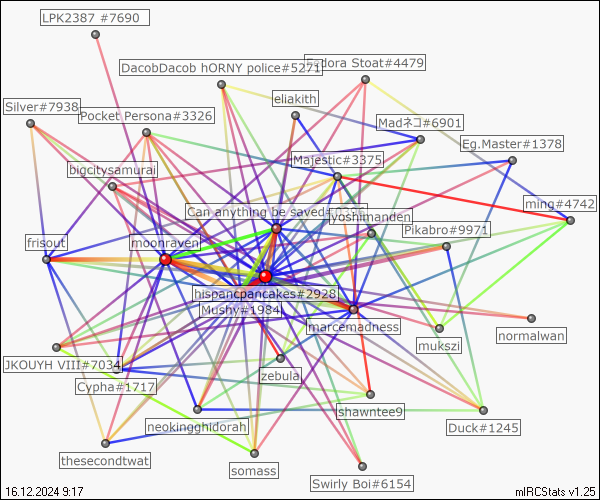 LPK2387 #7690
DacobDacob hORNY police#5271
Fedora Stoat#4479
eliakith
Silver#7938
Pocket Persona#3326
Madネコ#6901
Eg.Master#1378
Majestic#3375
bigcitysamurai
ming#4742
Can anything be saved
yoshimanden
Pikabro#9971
frisout
moonraven
hispancpancakes#2928
Mushy#1984
marcemadness
normalwan
mukszi
JKOUYH VIII#7034
zebula
Cypha#1717
shawntee9
neokingghidorah
Duck#1245
thesecondtwat
somass
Swirly Boi#6154
16.12.2024 9:17
mIRCStats v1.25